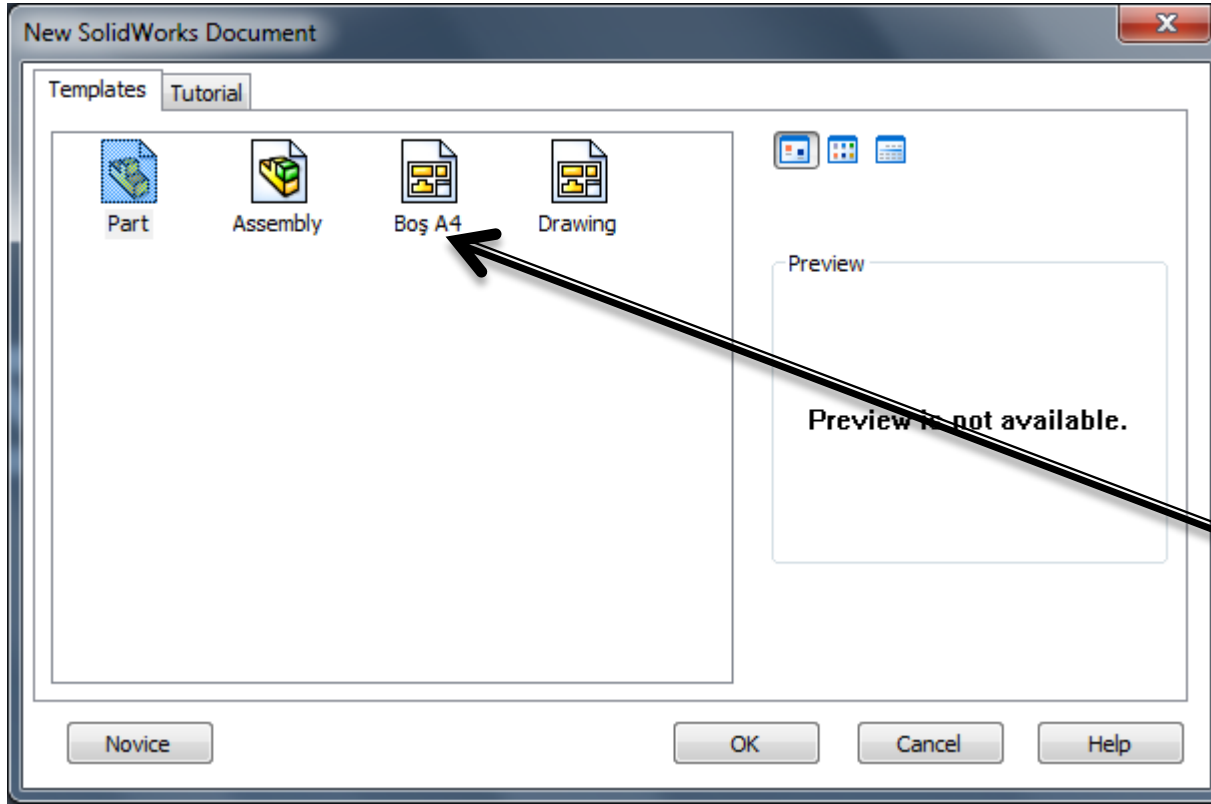 New SolidWorks Document
Templates Tutorial
Part Assembly Boş A4 Drawing
Preview
Preview is not available.
Novice OK Cancel Help